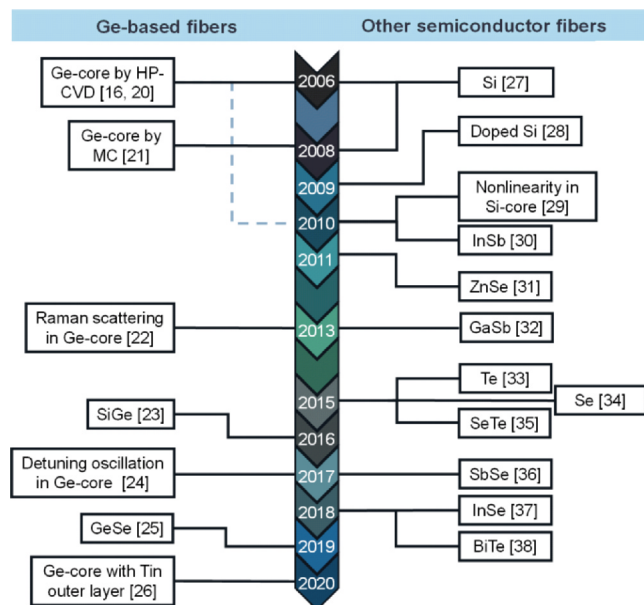 Ge-based fibers
Other semiconductor fibers
Ge-core by HP-
CVD [16, 20]
2006
Si [27]
Ge-core by
MC [21]
2008
Doped Si [28]
2009
Nonlinearity in
Si-core [29]
2010
InSb [30]
2011
ZnSe [31]
Raman scattering
in Ge-core [22]
2013
GaSb [32]
Te [33]
2015
Se [34]
SiGe [23]
SeTe [35]
2016
Detuning oscillation
in Ge-core [24]
2017
SbSe [36]
2018
InSe [37]
GeSe [25]
2019
BiTe [38]
Ge-core with Tin
outer layer [26]
2020